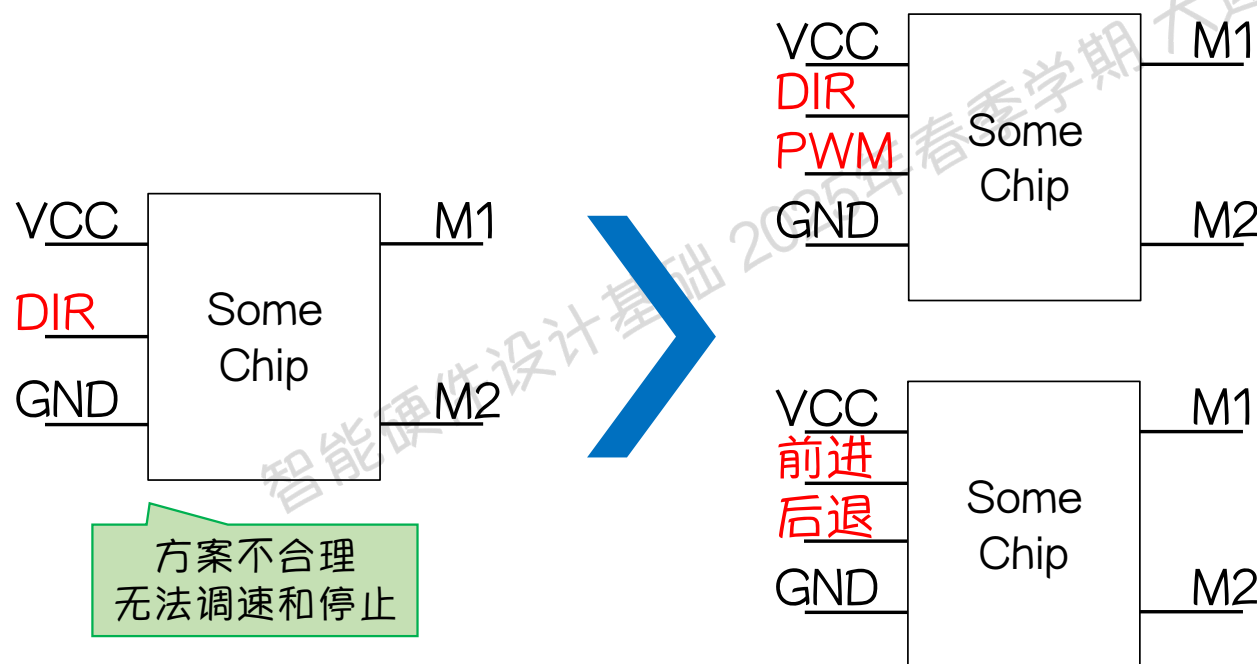 VCC
DIR
GND
Some
Chip
M1
M2
方案不合理
无法调速和停止
VCC
DIR
PWM
GND
Some
Chip
M1
M2
VCC
前进
后退
GND
Some
Chip
M1
M2
智能硬件设计基础 2025年春季学期